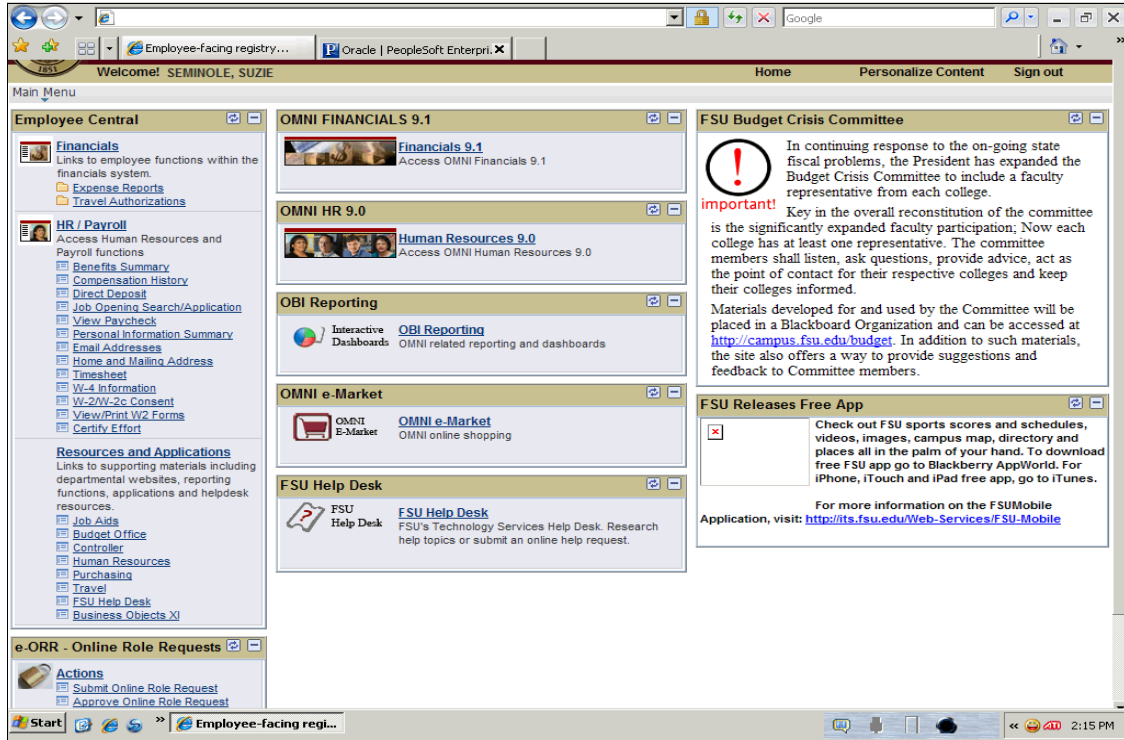 Google
Employee-facing registry...
Oracle | PeopleSoft Enterpri.
1851
Welcome! SEMINOLE, SUZIE
Home
Personalize Content
Sign out
Main Menu
Employee Central
Financials
Links to employee functions within the
financials system.
Expense Reports
Travel Authorizations
HR / Payroll
Access Human Resources and
Payroll functions
Benefits Summary
Compensation History
Direct Deposit
Job Opening Search/Application
View Paycheck
Personal Information Summary
Email Addresses
Home and Mailing Address
Timesheet
W-4 Information
W-2/W-2c Consent
View/Print W2 Forms
Certify Effort
Resources and Applications
Links to supporting materials including
departmental websites, reporting
functions, applications and helpdesk
resources.
Job Aids
Budget Office
Controller
Human Resources
Purchasing
Travel
FSU Help Desk
Business Objects XI
e-ORR - Online Role Requests
Actions
Submit Online Role Request
Approve Online Role Request
OMNI FINANCIALS 9.1
Financials 9.1
Access OMNI Financials 9.1
OMNI HR 9.0
Human Resources 9.0
Access OMNI Human Resources 9.0
OBI Reporting
Interactive
Dashboards
OBI Reporting
OMNI related reporting and dashboards
OMNI e-Market
OMNI
E-Market
OMNI e-Market
OMNI online shopping
FSU Help Desk
FSU
Help Desk
FSU Help Desk
FSU's Technology Services Help Desk. Research
help topics or submit an online help request.
FSU Budget Crisis Committee
important!
In continuing response to the on-
going state
fiscal problems, the President has expanded the
Budget Crisis Committee to include a faculty
representative from each college.
Key in the overall reconstitution of the committee
is the significantly expanded faculty participation; Now each
college has at least one representative. The committee
members shall listen, ask questions, provide advice, act as
the point of contact for their respective colleges and keep
their colleges informed.
Materials developed for and used by the Committee will be
placed in a Blackboard Organization and can be accessed at
http://campus.fsu.edu/budget. In addition to such materials,
the site also offers a way to provide suggestions and
feedback to Committee members.
FSU Releases Free App
Check out FSU sports scores and schedules,
videos, images, campus map, directory and
places all in the palm of your hand. To download
free FSU app go to Blackberry AppWorld. For
iPhone, iTouch and iPad free app, go to iTunes.
For more information on the FSUMobile
Application, visit: http://its.fsu.edu/Web-Services/FSU-Mobile
Start
Employee-facing regi...
ATI
2:15 PM